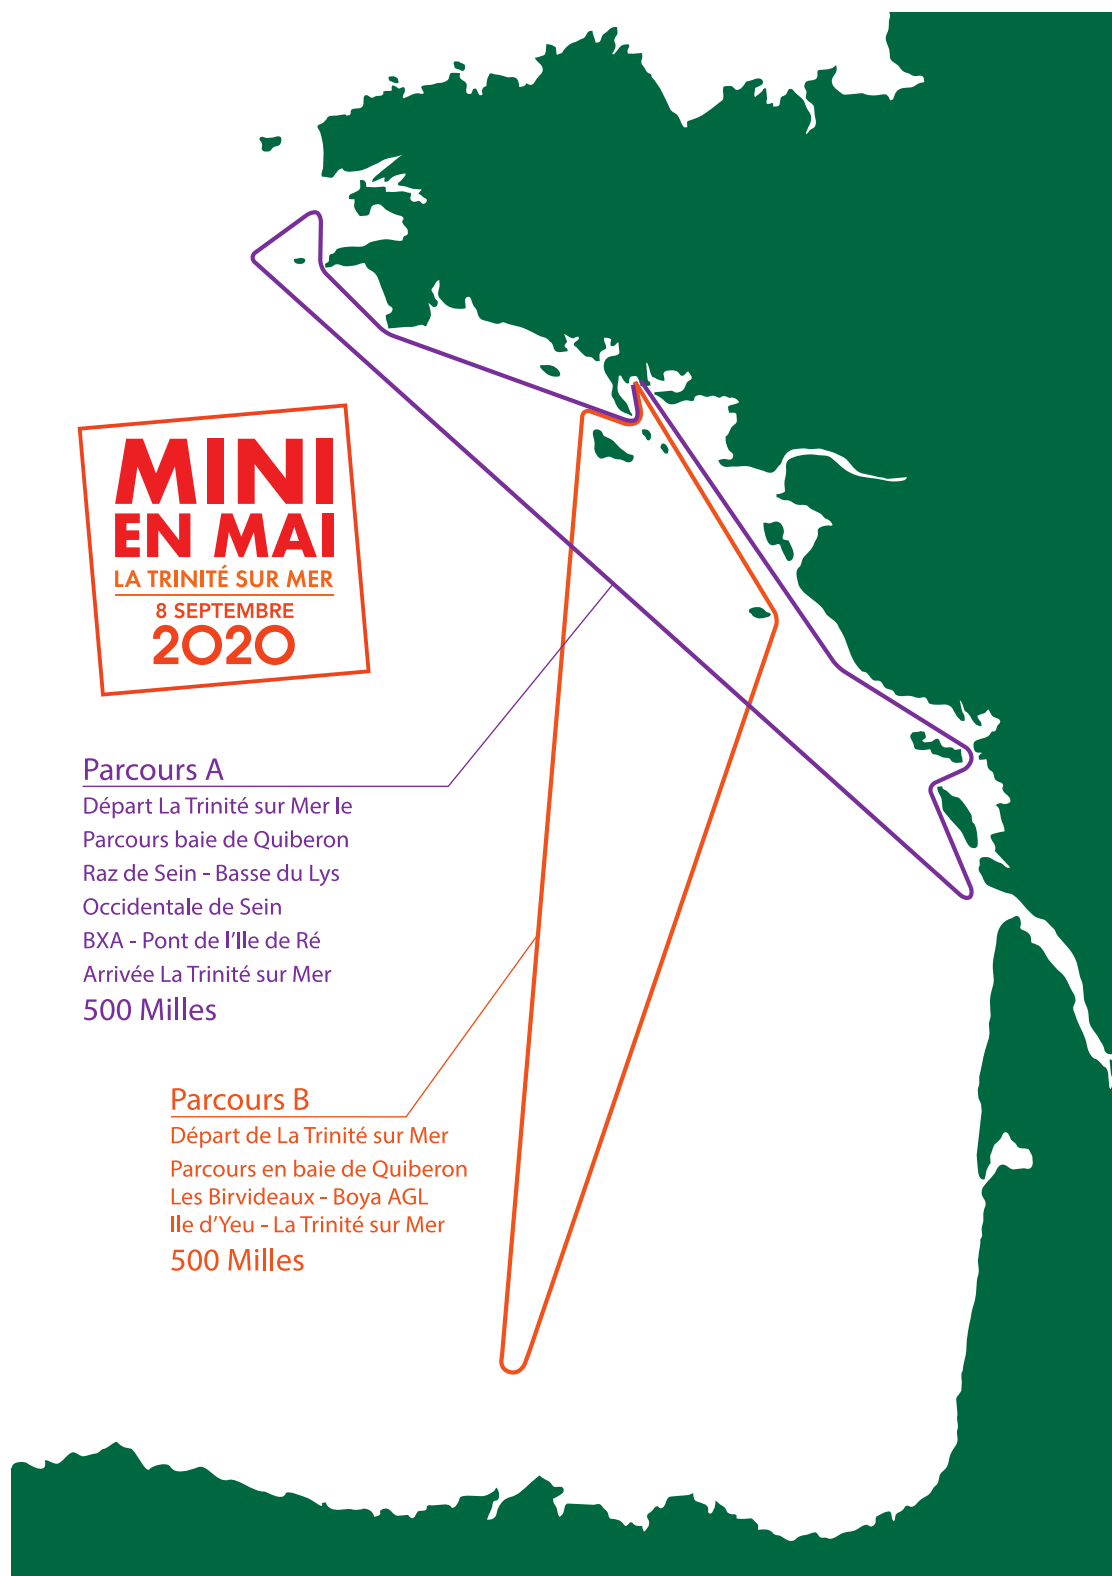 MINI
EN MAI
LA TRINITÉ SUR MER
8 SEPTEMBRE
2020
Parcours A
Départ La Trinité sur Mer le
Parcours baie de Quiberon
Raz de Sein - Basse du Lys
Occidentale de Sein
BXA - Pont de l'Ile de Ré
Arrivée La Trinité sur Mer
500 Milles
Parcours B
Départ de La Trinité sur Mer
Parcours en baie de Quiberon
Les Birvideaux - Boya AGL
Ile d'Yeu - La Trinité sur Mer
500 Milles